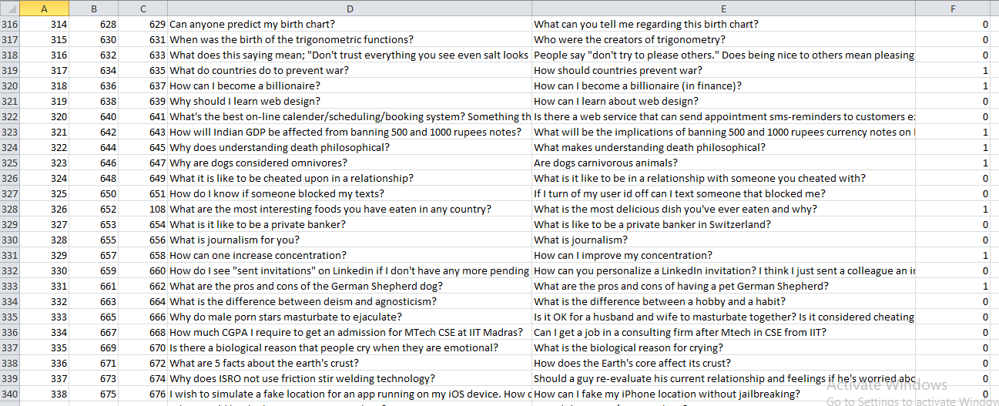 A B C D E F
316 314 628 629 Can anyone predict my birth chart? What can you tell me regarding this birth chart? 0
317 315 630 631 When was the birth of the trigonometric functions? Who were the creators of trigonometry? 0
318 316 632 633 What does this saying mean; "Don't trust everything you see even salt looks People say "don't try to please others." Does being nice to others mean pleasing 0
319 317 634 635 What do countries do to prevent war? How should countries prevent war? 1
320 318 636 637 How can I become a billionaire? How can I become a billionaire (in finance)? 1
321 319 638 639 Why should I learn web design? How can I learn about web design? 0
322 320 640 641 What's the best on-line calender/scheduling/booking system? Something th Is there a web service that can send appointment sms-reminders to customers e 0
323 321 642 643 How will Indian GDP be affected from banning 500 and 1000 rupees notes? What will be the implications of banning 500 and 1000 rupees currency notes on 1
324 322 644 645 Why does understanding death philosophical? What makes understanding death philosophical? 1
325 323 646 647 Why are dogs considered omnivores? Are dogs carnivorous animals? 1
326 324 648 649 What it is like to be cheated upon in a relationship? What is it like to be in a relationship with someone you cheated with? 0
327 325 650 651 How do I know if someone blocked my texts? If I turn of my user id off can I text someone that blocked me? 0
328 326 652 108 What are the most interesting foods you have eaten in any country? What is the most delicious dish you've ever eaten and why? 1
329 327 653 654 What is it like to be a private banker? What is like to be a private banker in Switzerland? 0
330 328 655 656 What is journalism for you? What is journalism? 0
331 329 657 658 How can one increase concentration? How can I improve my concentration? 1
332 330 659 660 How do I see "sent invitations" on Linkedin if I don't have any more pending How can you personalize a LinkedIn invitation? I think I just sent a colleague an i 0
333 331 661 662 What are the pros and cons of the German Shepherd dog? What are the pros and cons of having a pet German Shepherd? 1
334 332 663 664 What is the difference between deism and agnosticism? What is the difference between a hobby and a habit? 0
335 333 665 666 Why do male porn stars masturbate to ejaculate? Is it OK for a husband and wife to masturbate together? Is it considered cheating 0
336 334 667 668 How much CGPA I require to get an admission for MTech CSE at IIT Madras? Can I get a job in a consulting firm after Mtech in CSE from IIT? 0
337 335 669 670 Is there a biological reason that people cry when they are emotional? What is the biological reason for crying? 0
338 336 671 672 What are 5 facts about the earth's crust? How does the Earth's core affect its crust? 0
339 337 673 674 Why does ISRO not use friction stir welding technology? Should a guy re-evaluate his current relationship and feelings if he's worried abc 0
340 338 675 676 I wish to simulate a fake location for an app running on my iOS device. How c How can I fake my iPhone location without jailbreaking? 0
Activate Windows
Go to Settings to activate Window